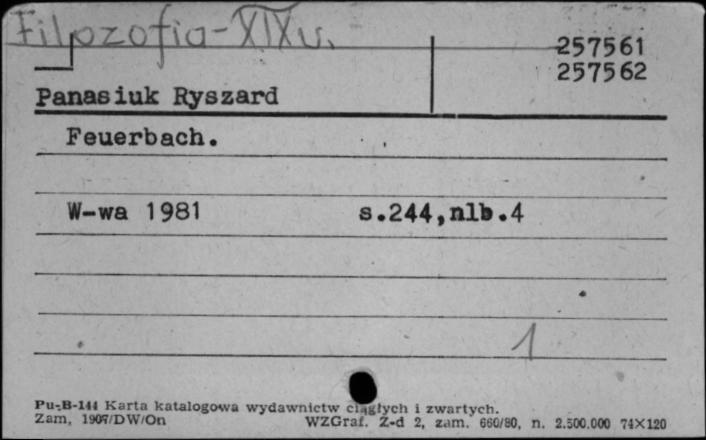 Filozofia-XIX w.
257561
257562
Panasiuk Ryszard
Feuerbach.
W-wa 1981 s.244,nlb.4
1
Pu-B-144 Karta katalogowa wydawnictw ciągłych i zwartych.
Zam, 1907/DW/On WZGraf. Z-d 2, zam. 660/80, n. 2.500.000 74X120